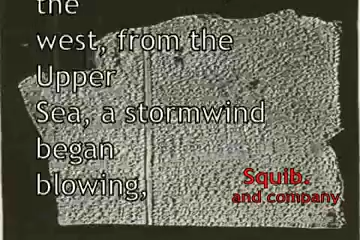 the
west, from the
Upper
Sea, a stormwind
began
blowing,
Squib.
and company